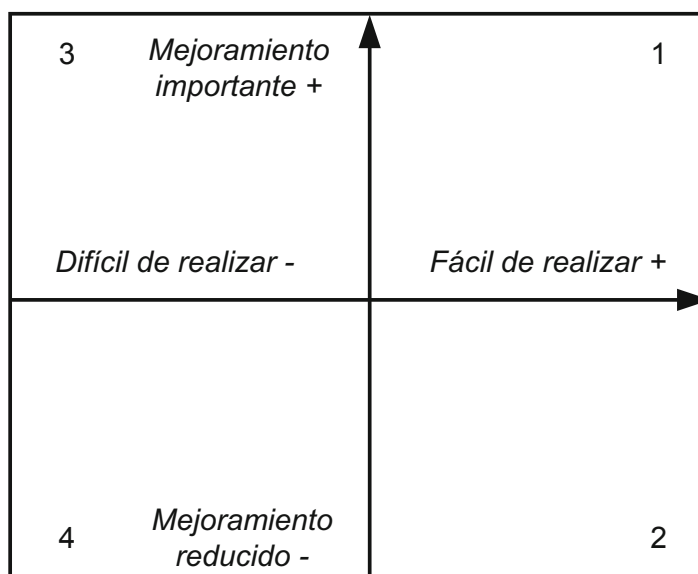 3
Mejoramiento
importante +
1
Difícil de realizar -
Fácil de realizar +
4
Mejoramiento
reducido -
2